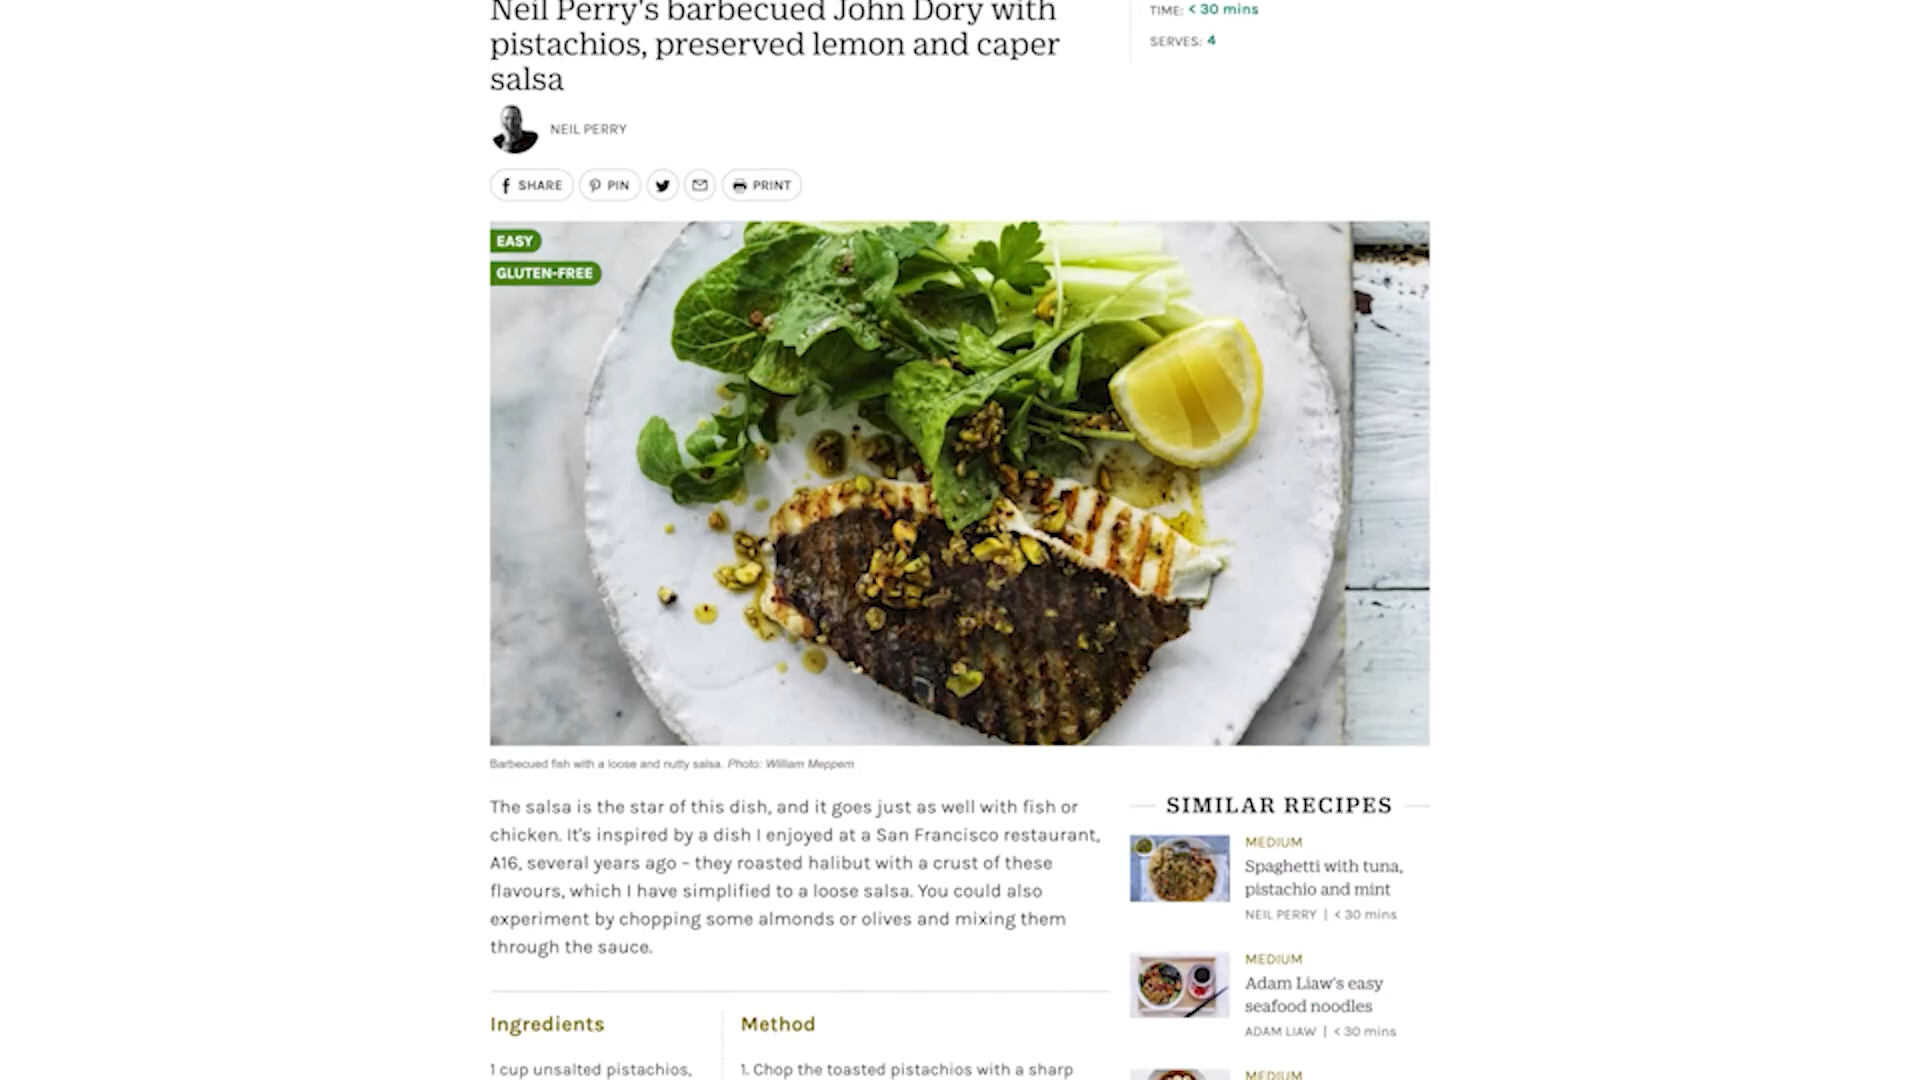 Neil Perry's barbecued John Dory with
pistachios, preserved lemon and caper
salsa
TIME: < 30 mins
SERVES: 4
NEIL PERRY
SHARE
PIN
PRINT
EASY
GLUTEN-FREE
Barbecued fish with a loose and nutty salsa. Photo: William Meppem
The salsa is the star of this dish, and it goes just as well with fish or
chicken. It's inspired by a dish I enjoyed at a San Francisco restaurant,
A16, several years ago – they roasted halibut with a crust of these
flavours, which I have simplified to a loose salsa. You could also
experiment by chopping some almonds or olives and mixing them
through the sauce.
Ingredients
1 cup unsalted pistachios,
Method
1. Chop the toasted pistachios with a sharp
SIMILAR RECIPES
MEDIUM
Spaghetti with tuna,
pistachio and mint
NEIL PERRY | < 30 mins
MEDIUM
Adam Liaw's easy
seafood noodles
ADAM LIAW | < 30 mins
MEDIUM